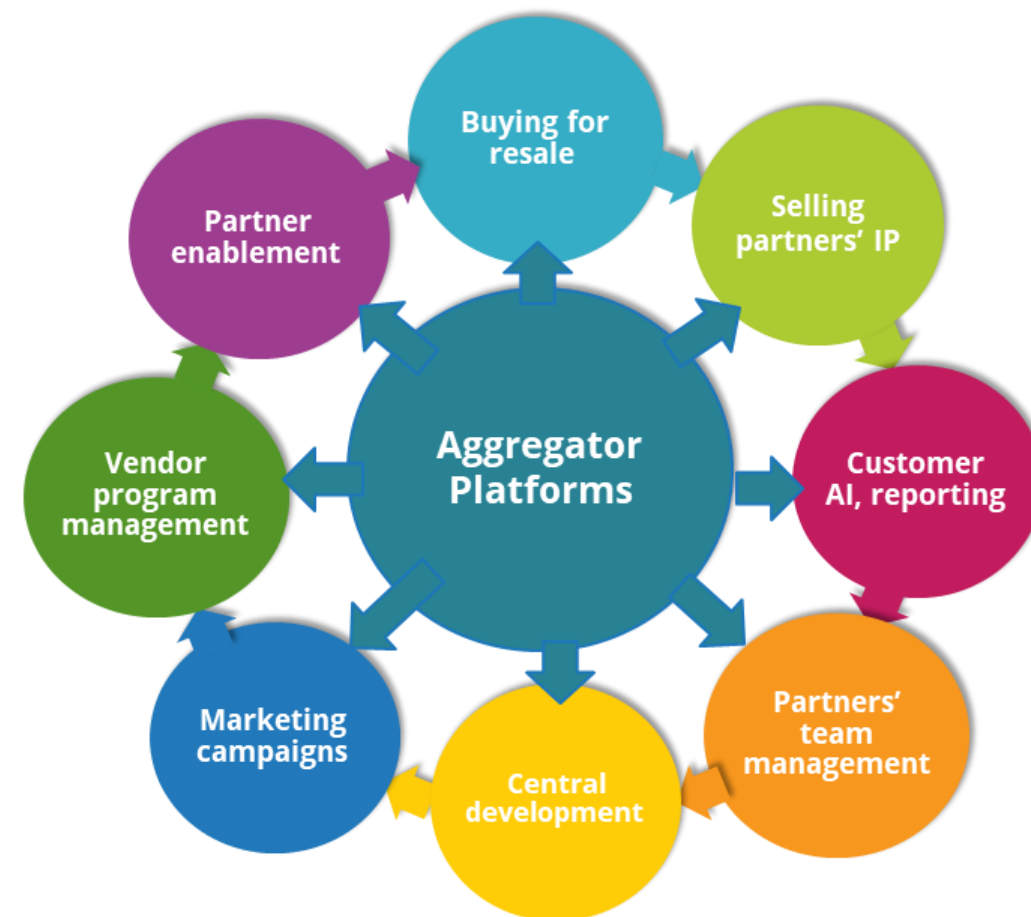 Buying for
resale
Selling
partners’ IP
Customer
AI, reporting
Partners’
team
management
Central
development
Marketing
campaigns
Vendor
program
management
Partner
enablement
Aggregator
Platforms